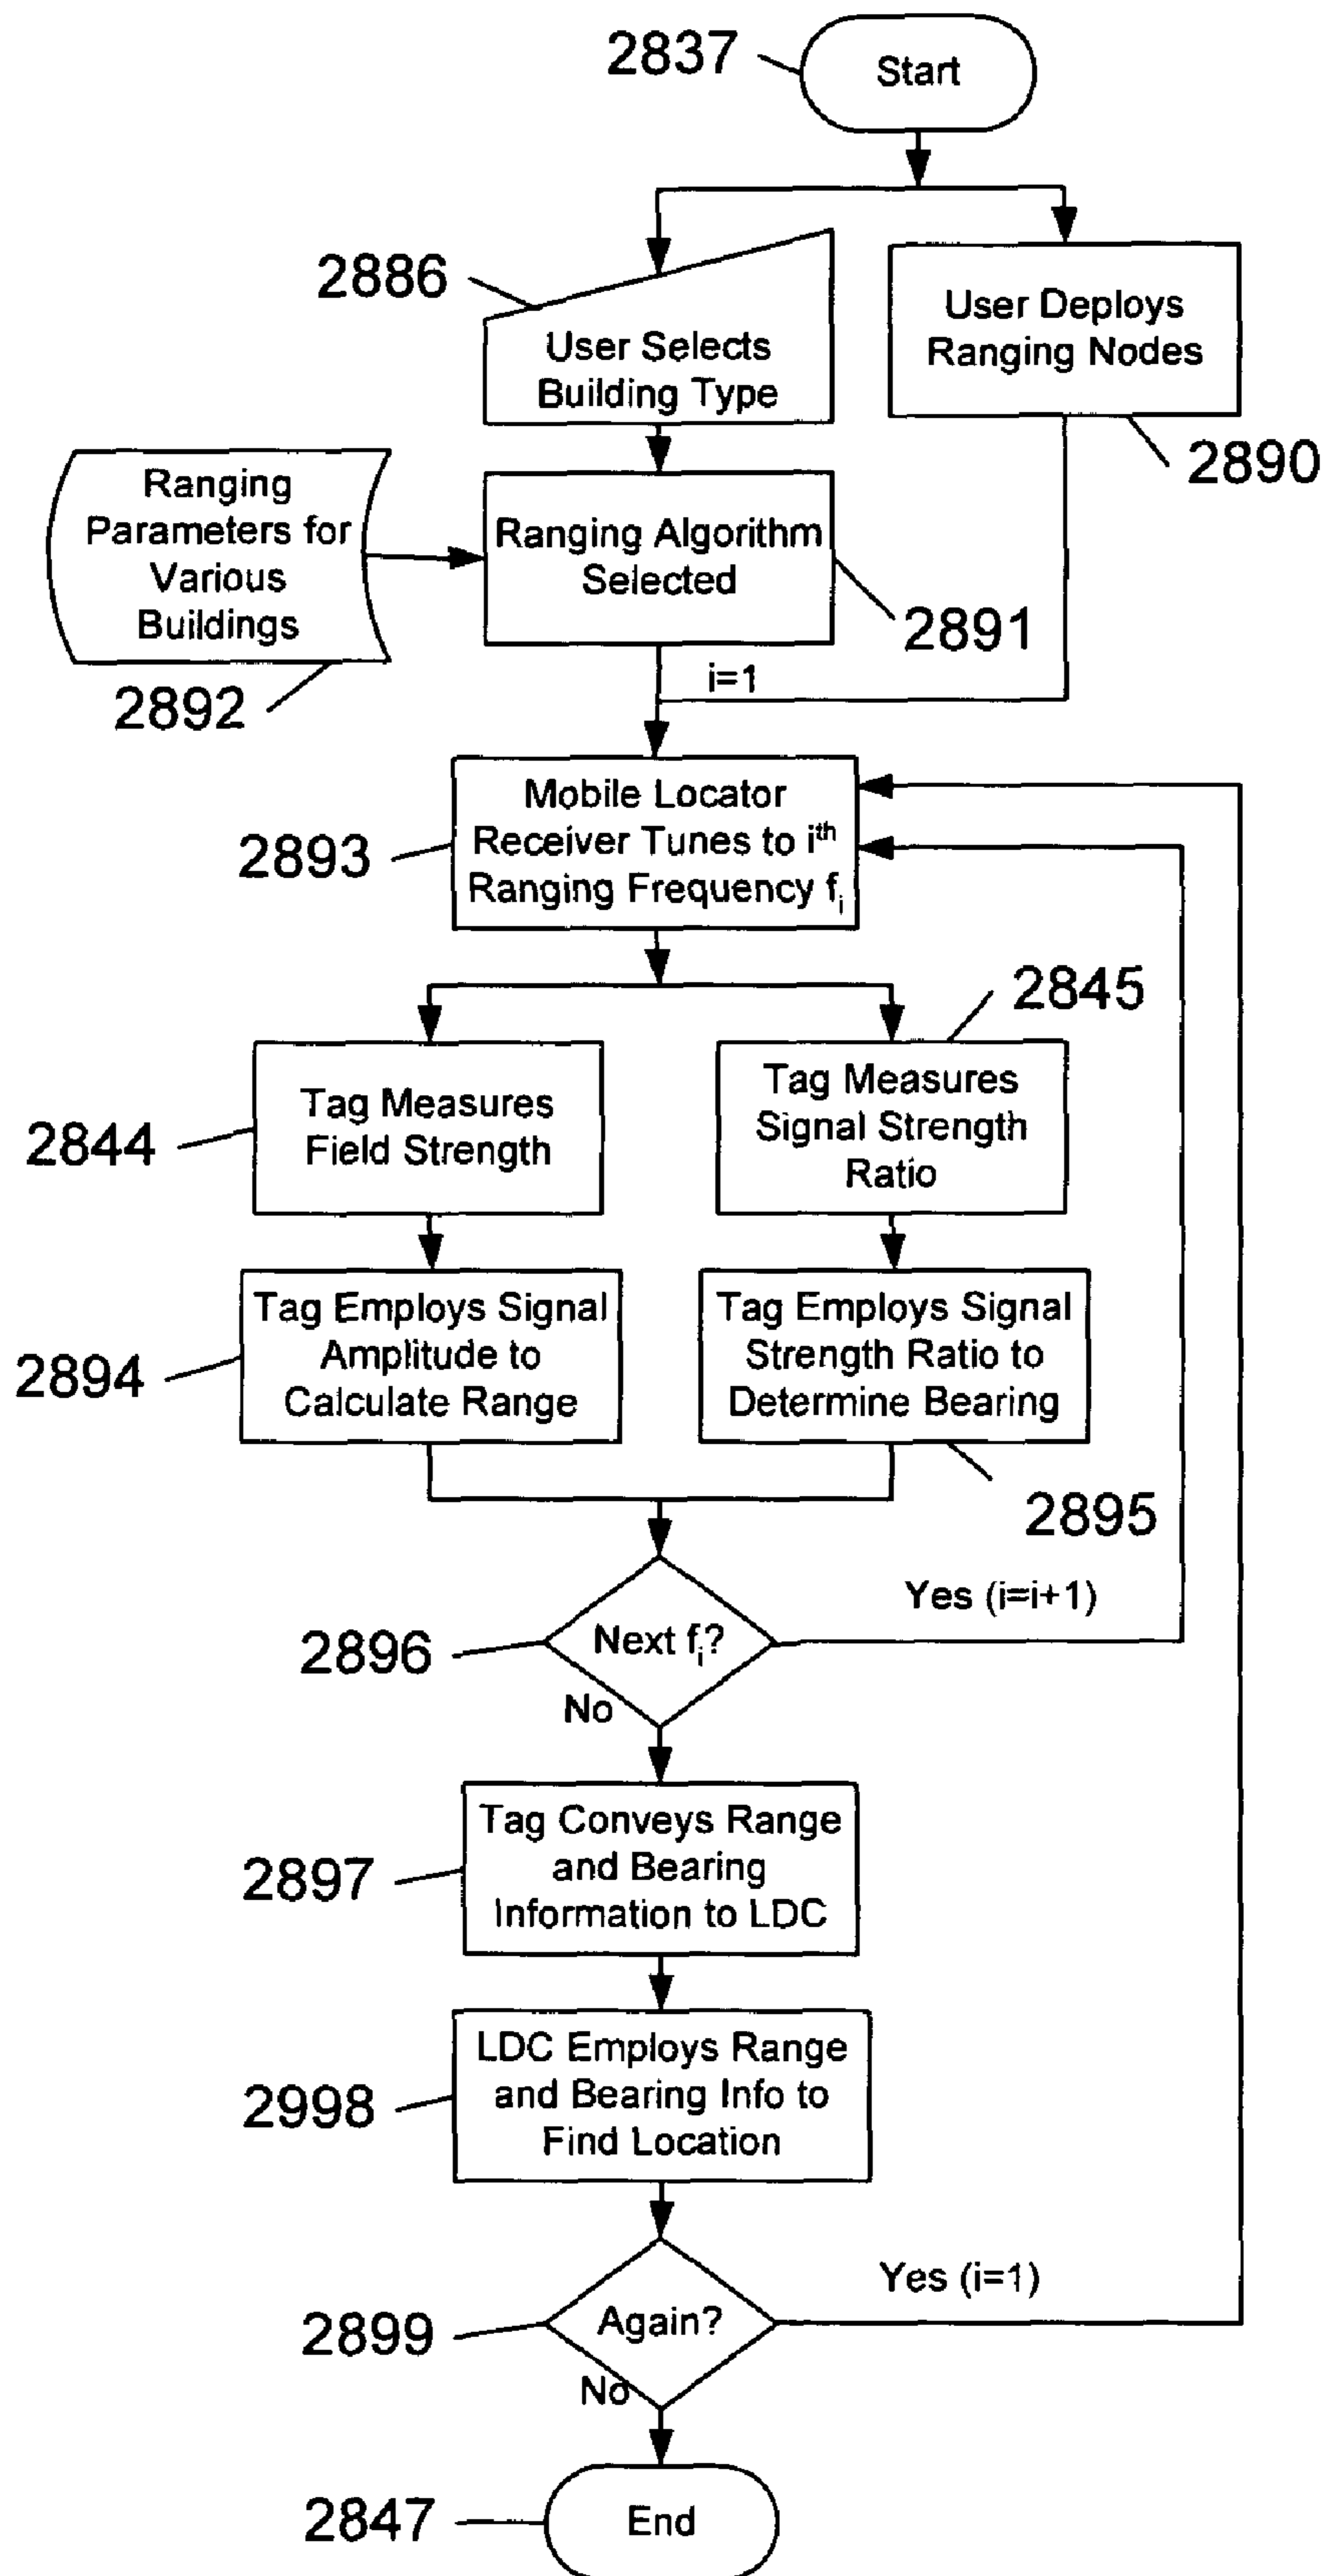 2837
Start
2886
User Selects
Building Type
User Deploys
Ranging Nodes
2890
Ranging
Parameters for
Various
Buildings
2892
Ranging Algorithm
Selected
2891
i=1
2893
Mobile Locator
Receiver Tunes to iᵗʰ
Ranging Frequency fᵢ
2844
Tag Measures
Field Strength
2845
Tag Measures
Signal Strength
Ratio
2894
Tag Employs Signal
Amplitude to
Calculate Range
Tag Employs Signal
Strength Ratio to
Determine Bearing
2895
2896
Next fᵢ?
Yes (i=i+1)
No
2897
Tag Conveys Range
and Bearing
Information to LDC
2998
LDC Employs Range
and Bearing Info to
Find Location
2899
Again?
Yes (i=1)
No
2847
End